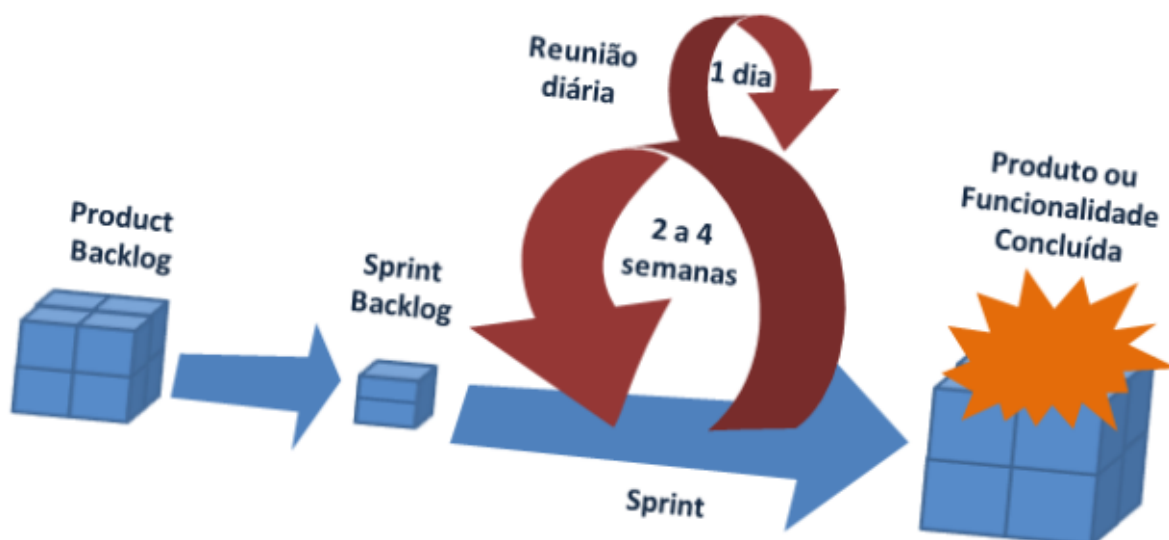 Product
Backlog
Sprint
Backlog
Reunião
diária
1 dia
2 a 4
semanas
Sprint
Produto ou
Funcionalidade
Concluída